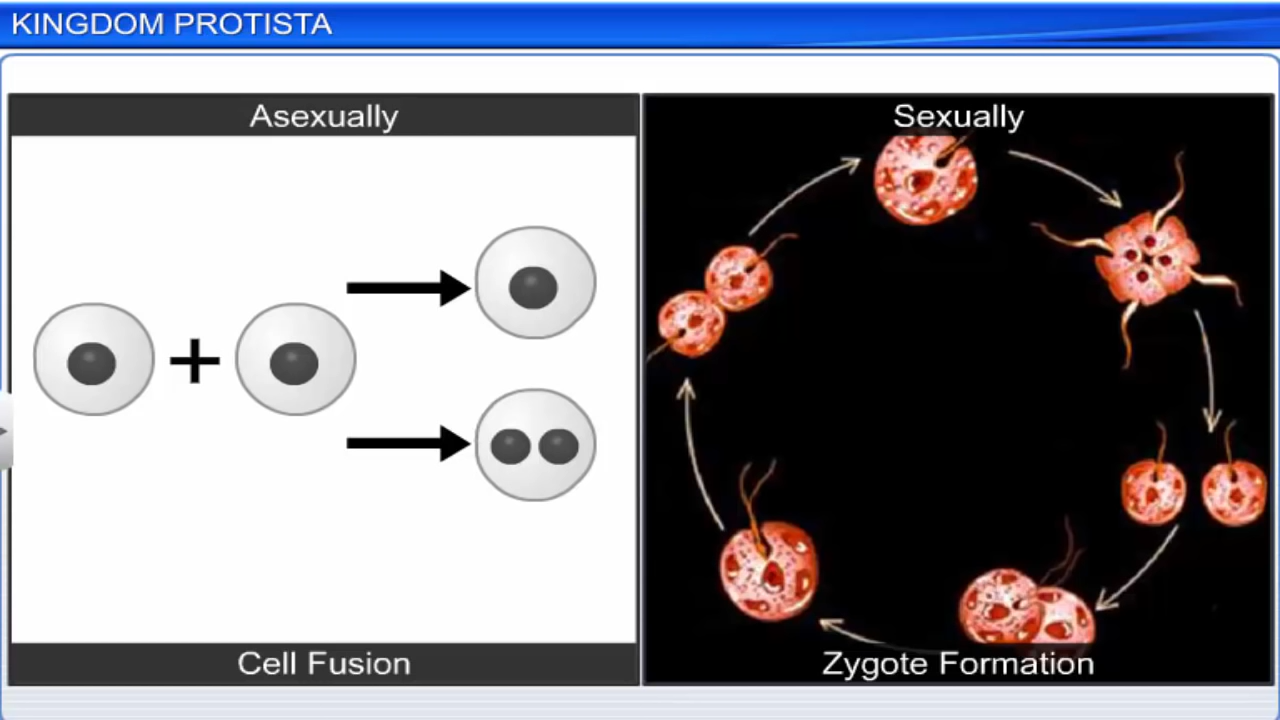 KINGDOM PROTISTA
Asexually
Sexually
Cell Fusion
Zygote Formation